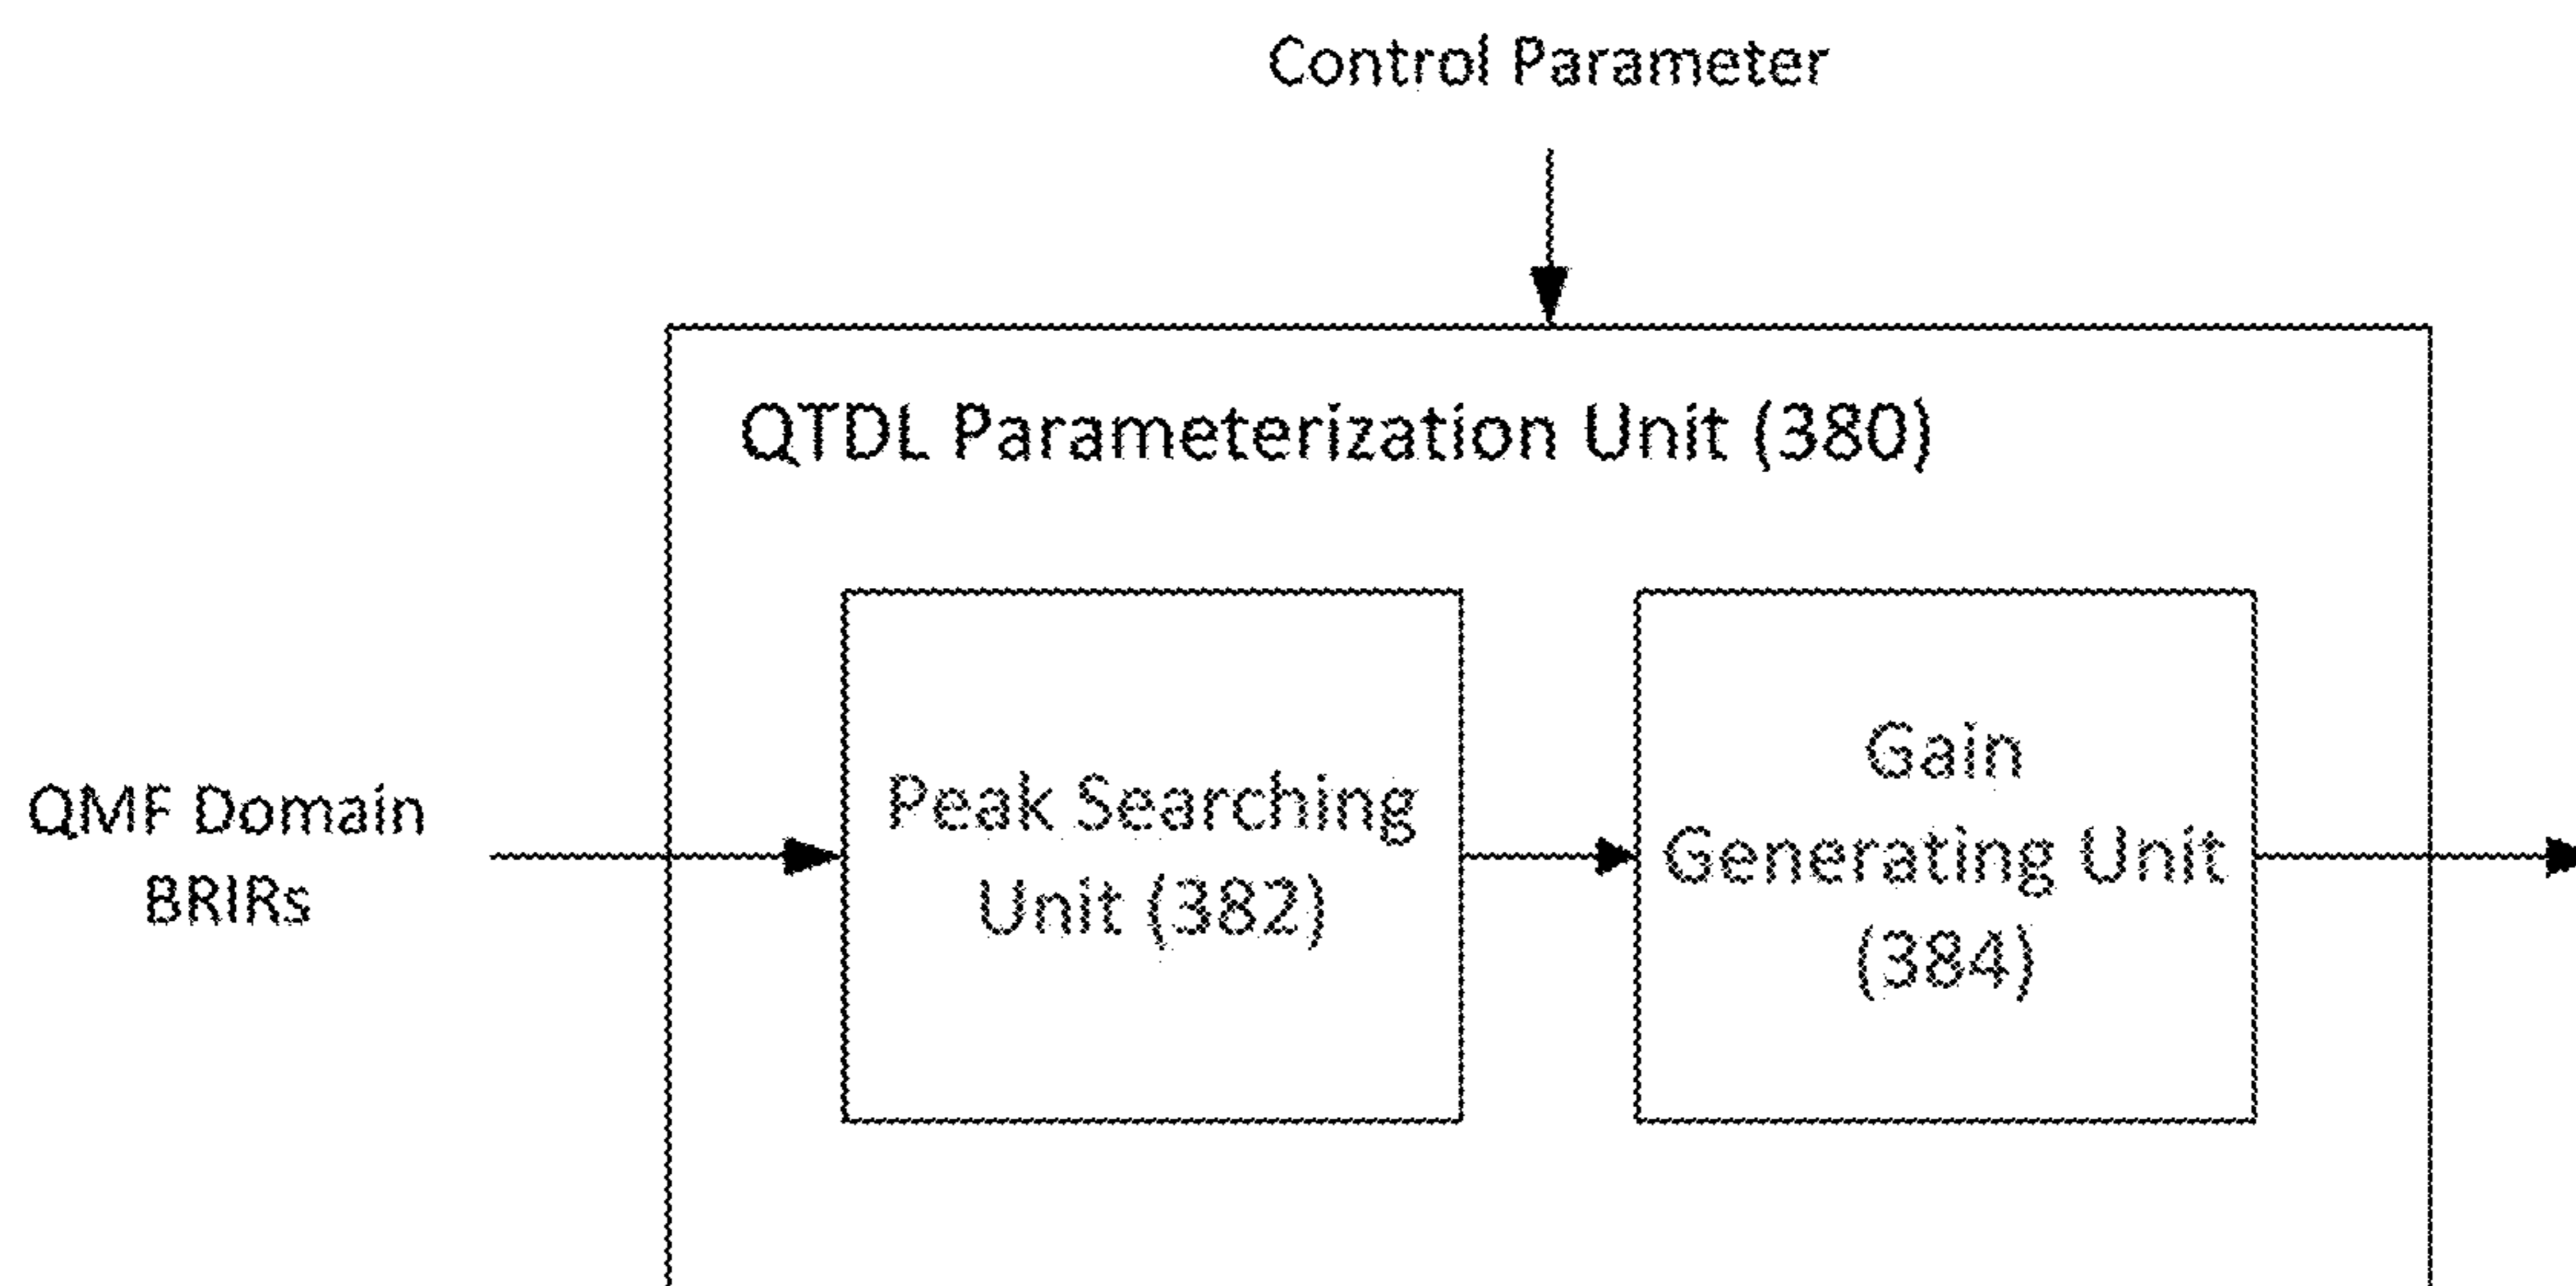 Control Parameter
QTDL Parameterization Unit (380)
QMF Domain
BRIRs
Peak Searching
Unit (382)
Gain
Generating Unit
(384)